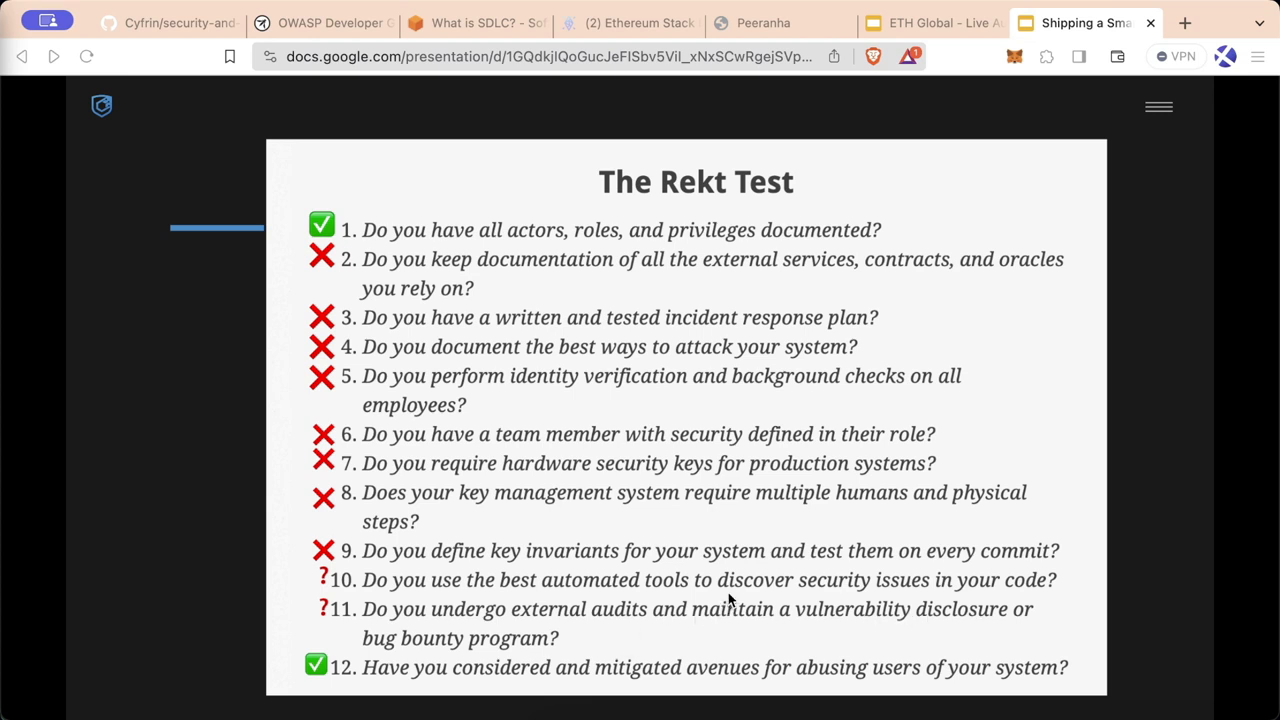 Cyfrin/security-and-
OWASP Developer G
What is SDLC? - Sof
(2) Ethereum Stack
Peeranha
ETH Global - Live Au
Shipping a Sma
docs.google.com/presentation/d/1GQdkjlQoGucJeFISbv5Vil_xNxSCwRgejSVp...
1
VPN
The Rekt Test
1. Do you have all actors, roles, and privileges documented?
2. Do you keep documentation of all the external services, contracts, and oracles
you rely on?
3. Do you have a written and tested incident response plan?
4. Do you document the best ways to attack your system?
5. Do you perform identity verification and background checks on all
employees?
6. Do you have a team member with security defined in their role?
7. Do you require hardware security keys for production systems?
8. Does your key management system require multiple humans and physical
steps?
9. Do you define key invariants for your system and test them on every commit?
?10. Do you use the best automated tools to discover security issues in your code?
?11. Do you undergo external audits and maintain a vulnerability disclosure or
bug bounty program?
12. Have you considered and mitigated avenues for abusing users of your system?